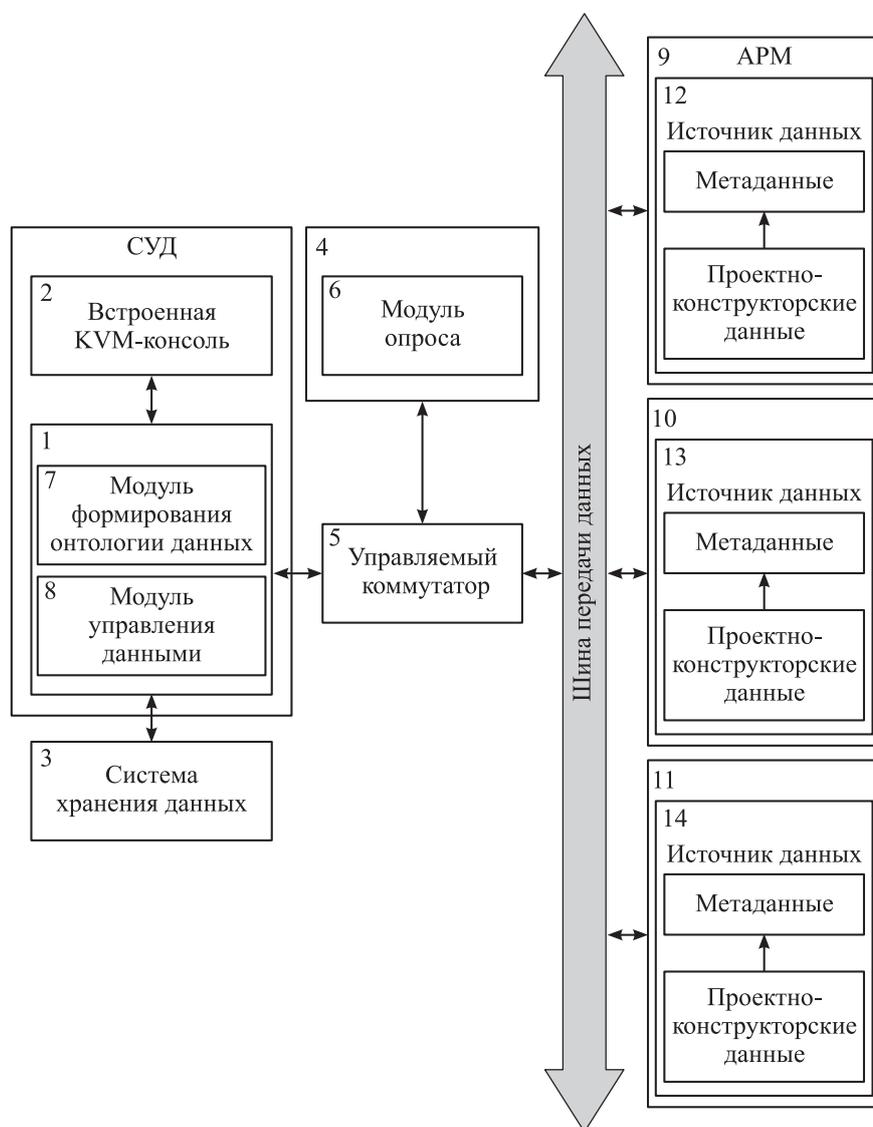 СУД
2
Встроенная
KVM-консоль
1
7
Модуль
формирования
онтологии данных
8
Модуль
управления
данными
3
Система
хранения данных
4
6
Модуль
опроса
5
Управляемый
коммутатор
Шина передачи данных
9
АРМ
12
Источник данных
Метаданные
Проектно-
конструкторские
данные
10
13
Источник данных
Метаданные
Проектно-
конструкторские
данные
11
14
Источник данных
Метаданные
Проектно-
конструкторские
данные